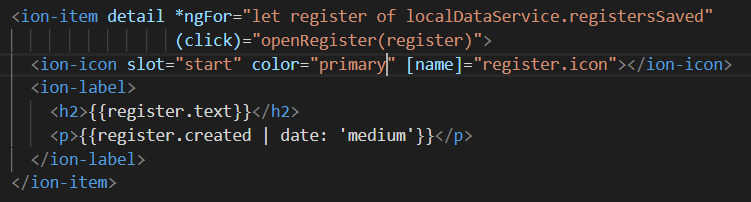 <ion-item detail *ngFor="let register of localDataService.registersSaved"
(click)="openRegister(register)">
<ion-icon slot="start" color="primary" [name]="register.icon"></ion-icon>
<ion-label>
<h2>{{register.text}}</h2>
<p>{{register.created | date: 'medium'}}</p>
</ion-label>
</ion-item>